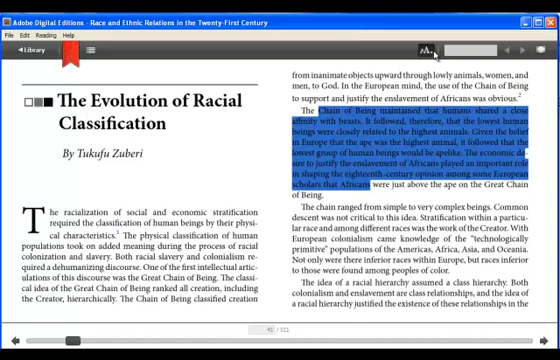 Adobe Digital Editions - Race and Ethnic Relations in the Twenty-First Century
File Edit Reading Help
Library
The Evolution of Racial
Classification
By Tukufu Zuberi
The racialization of social and economic stratification
required the classification of human beings by their physi-
cal characteristics.1 The physical classification of human
populations took on added meaning during the process of racial
colonization and slavery. Both racial slavery and colonialism re-
quired a dehumanizing discourse. One of the first intellectual artic-
ulations of this discourse was the Great Chain of Being. The classi-
cal idea of the Great Chain of Being ranked all creation, including
the Creator, hierarchically. The Chain of Being classified creation
from inanimate objects upward through lowly animals, women, and
men, to God. In the European mind, the use of the Chain of Being
to support and justify the enslavement of Africans was obvious.2
The Chain of Being maintained that humans shared a close
affinity with beasts. It followed, therefore, that the lowest human
beings were closely related to the highest animals. Given the belief
in Europe that the ape was the highest animal, it followed that the
lowest group of human beings would be apelike. The economic de-
sire to justify the enslavement of Africans played an important role
in shaping the eighteenth-century opinion among some European
scholars that Africans were just above the ape on the Great Chain
of Being.
The chain ranged from simple to very complex beings. Common
descent was not critical to this idea. Stratification within a particu-
lar race and among different races was the work of the Creator. With
European colonialism came a knowledge of the "technologically
primitive" populations of the Americas, Africa, Asia, and Oceania.
Not only were there inferior races within Europe, but races inferior
to those were found among peoples of color.
The idea of a racial hierarchy assumed a class hierarchy. Both
colonialism and enslavement are class relationships, and the idea of
a racial hierarchy justified the existence of these relationships in the
41 / 511